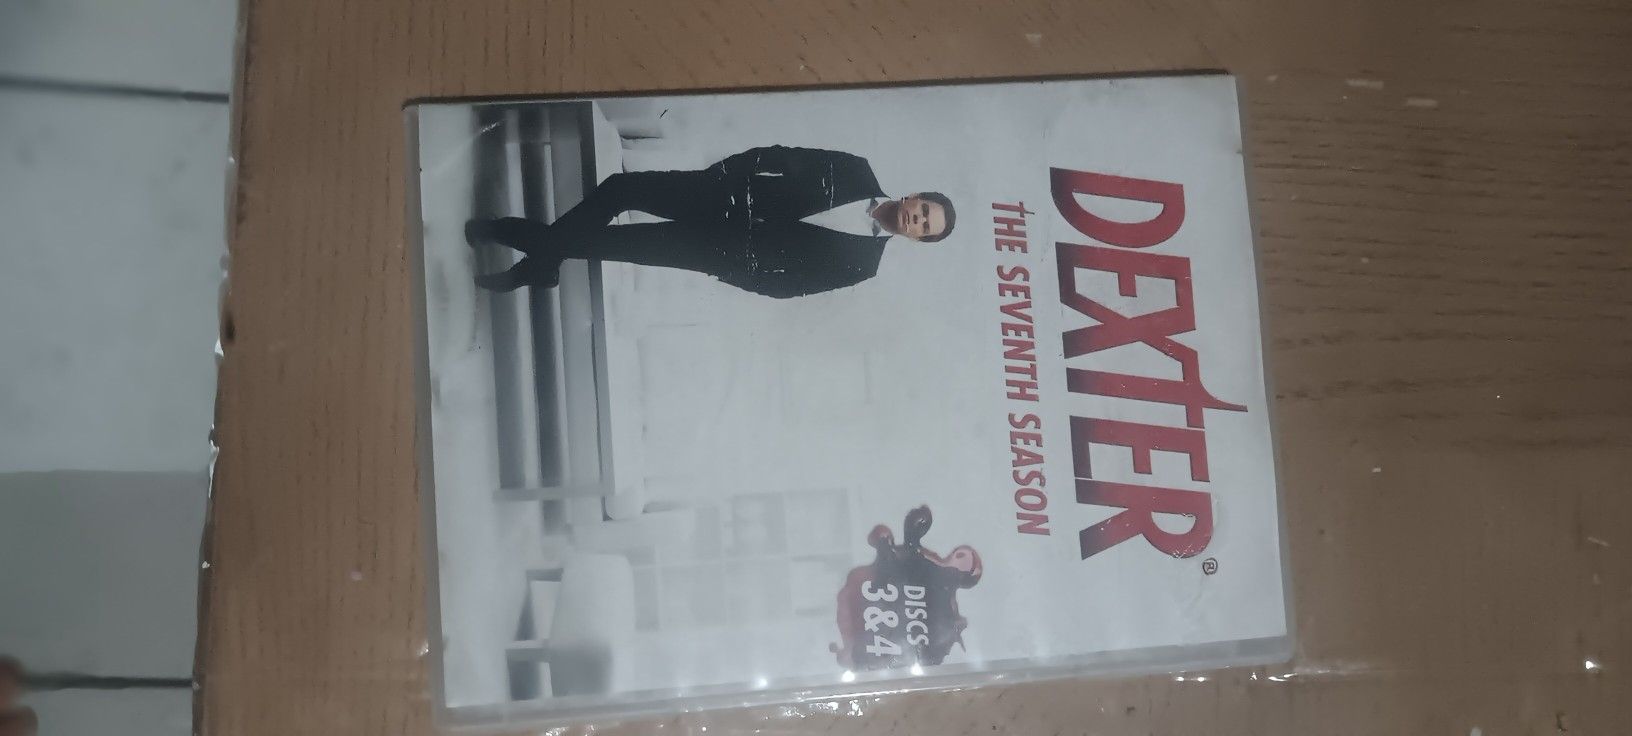 DEXTER®
THE SEVENTH SEASON
DISCS
3&4